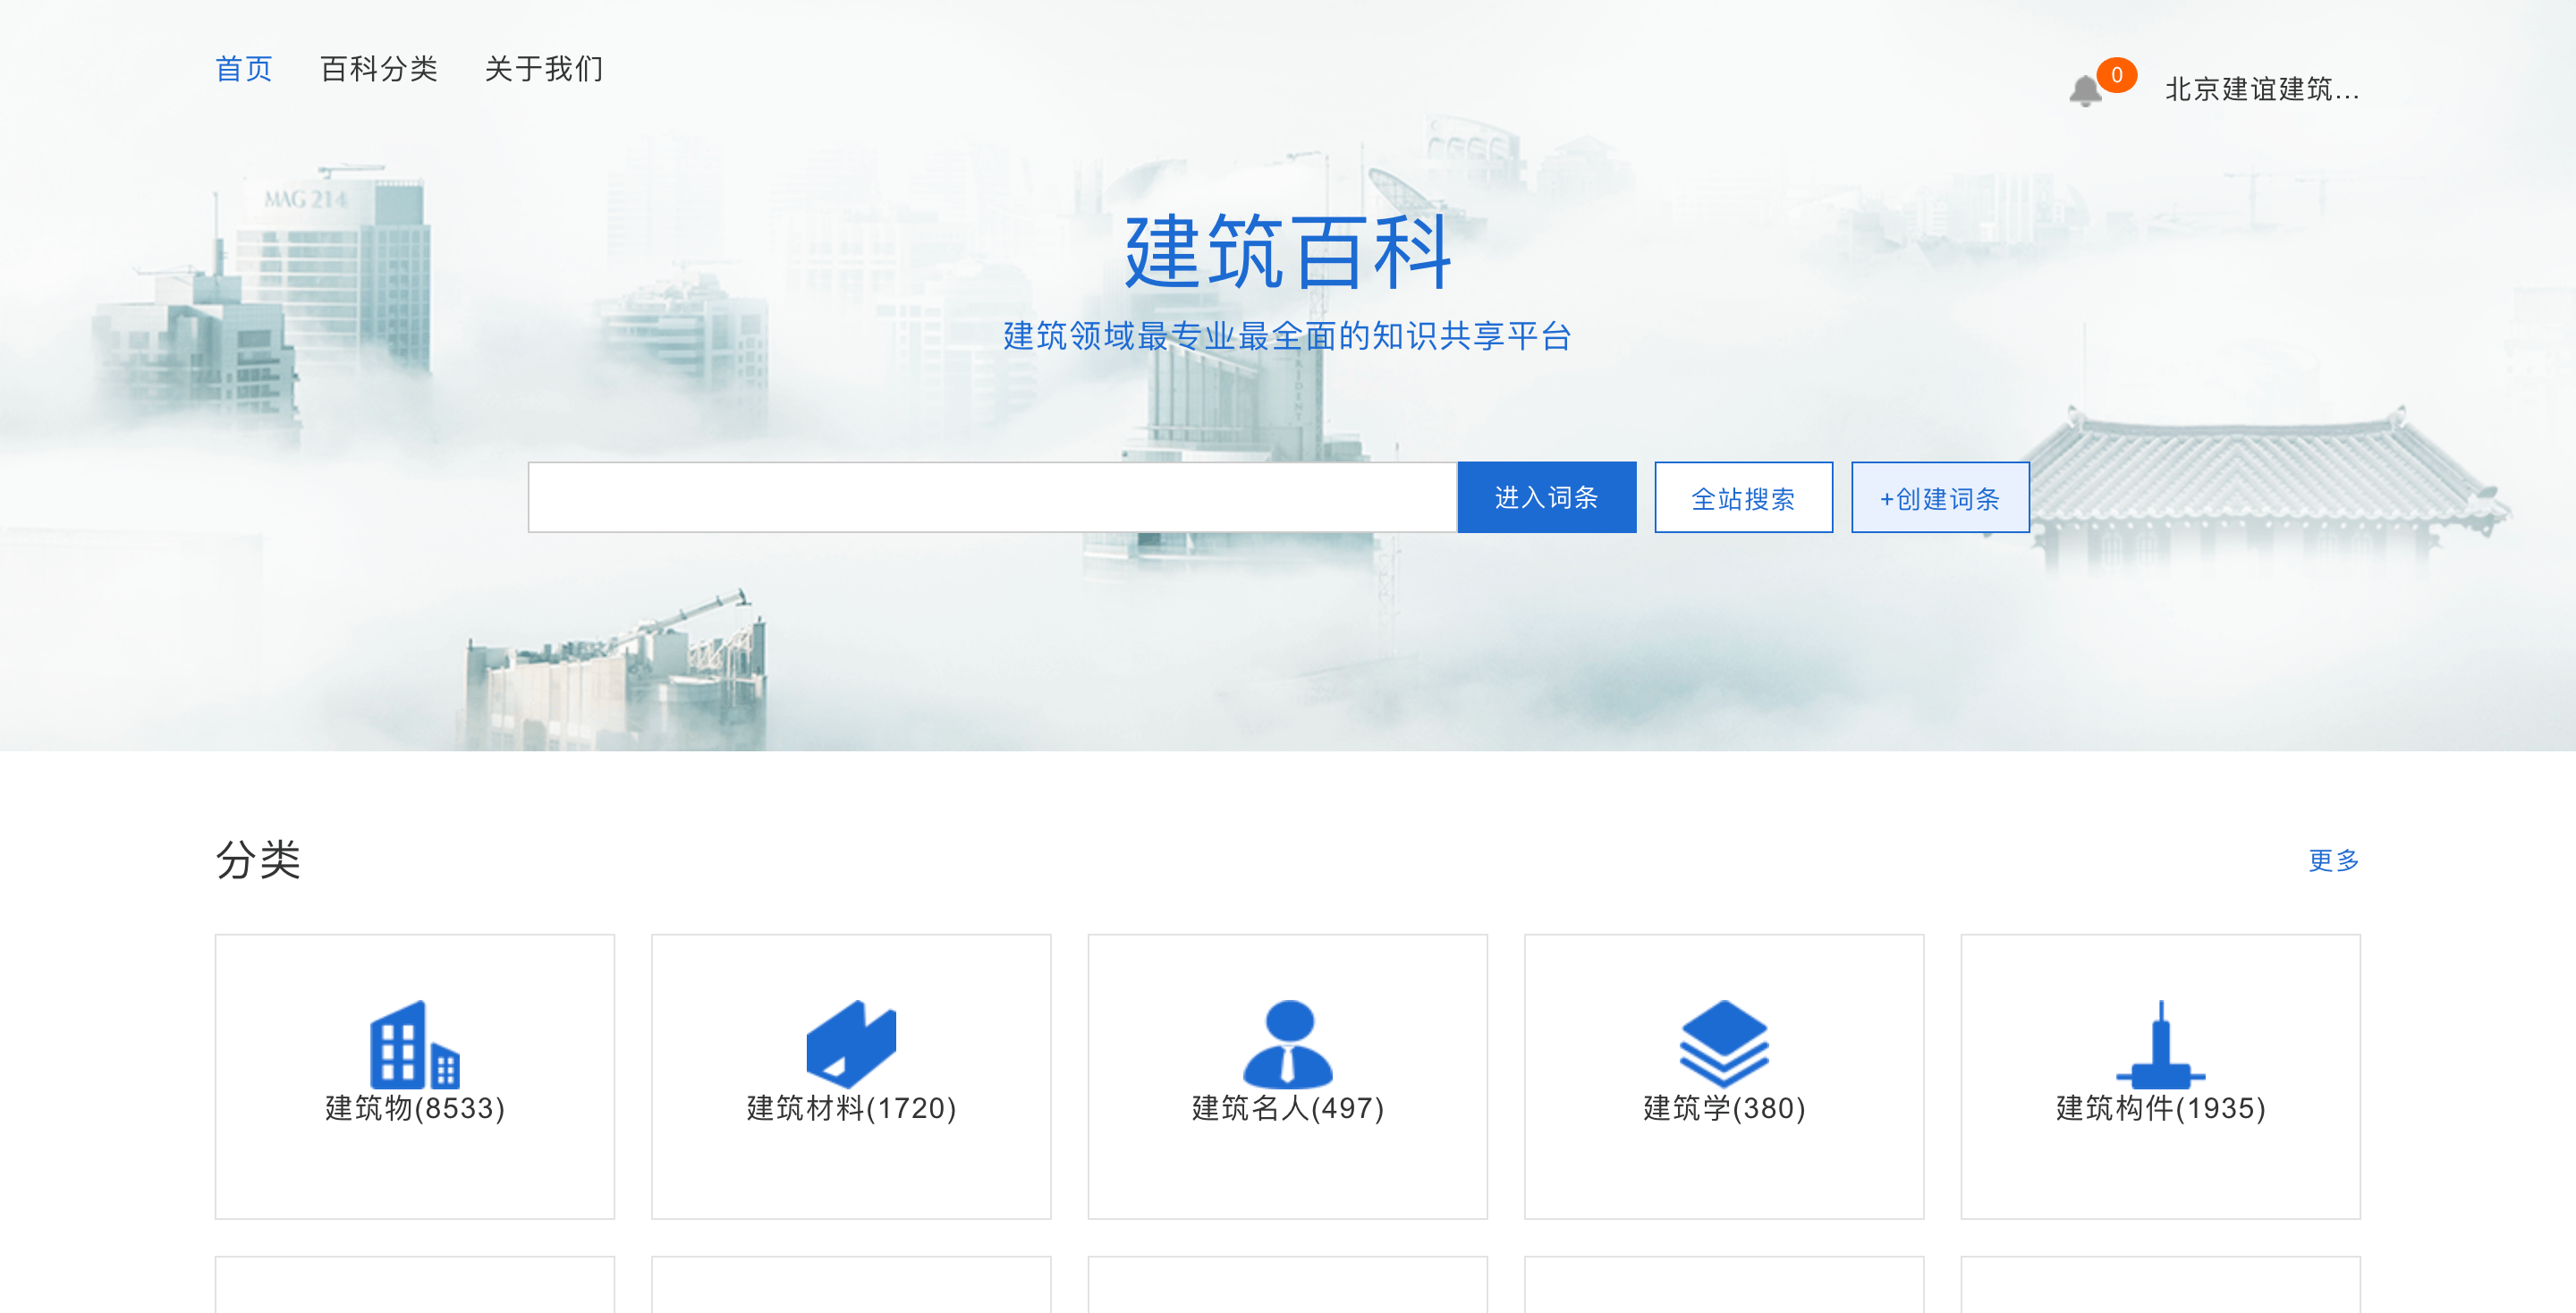 首页 百科分类 关于我们
0 北京建谊建筑...
MAG 214
建筑百科
建筑领域最专业最全面的知识共享平台
进入词条 全站搜索 +创建词条
分类 更多
建筑物(8533) 建筑材料(1720) 建筑名人(497) 建筑学(380) 建筑构件(1935)